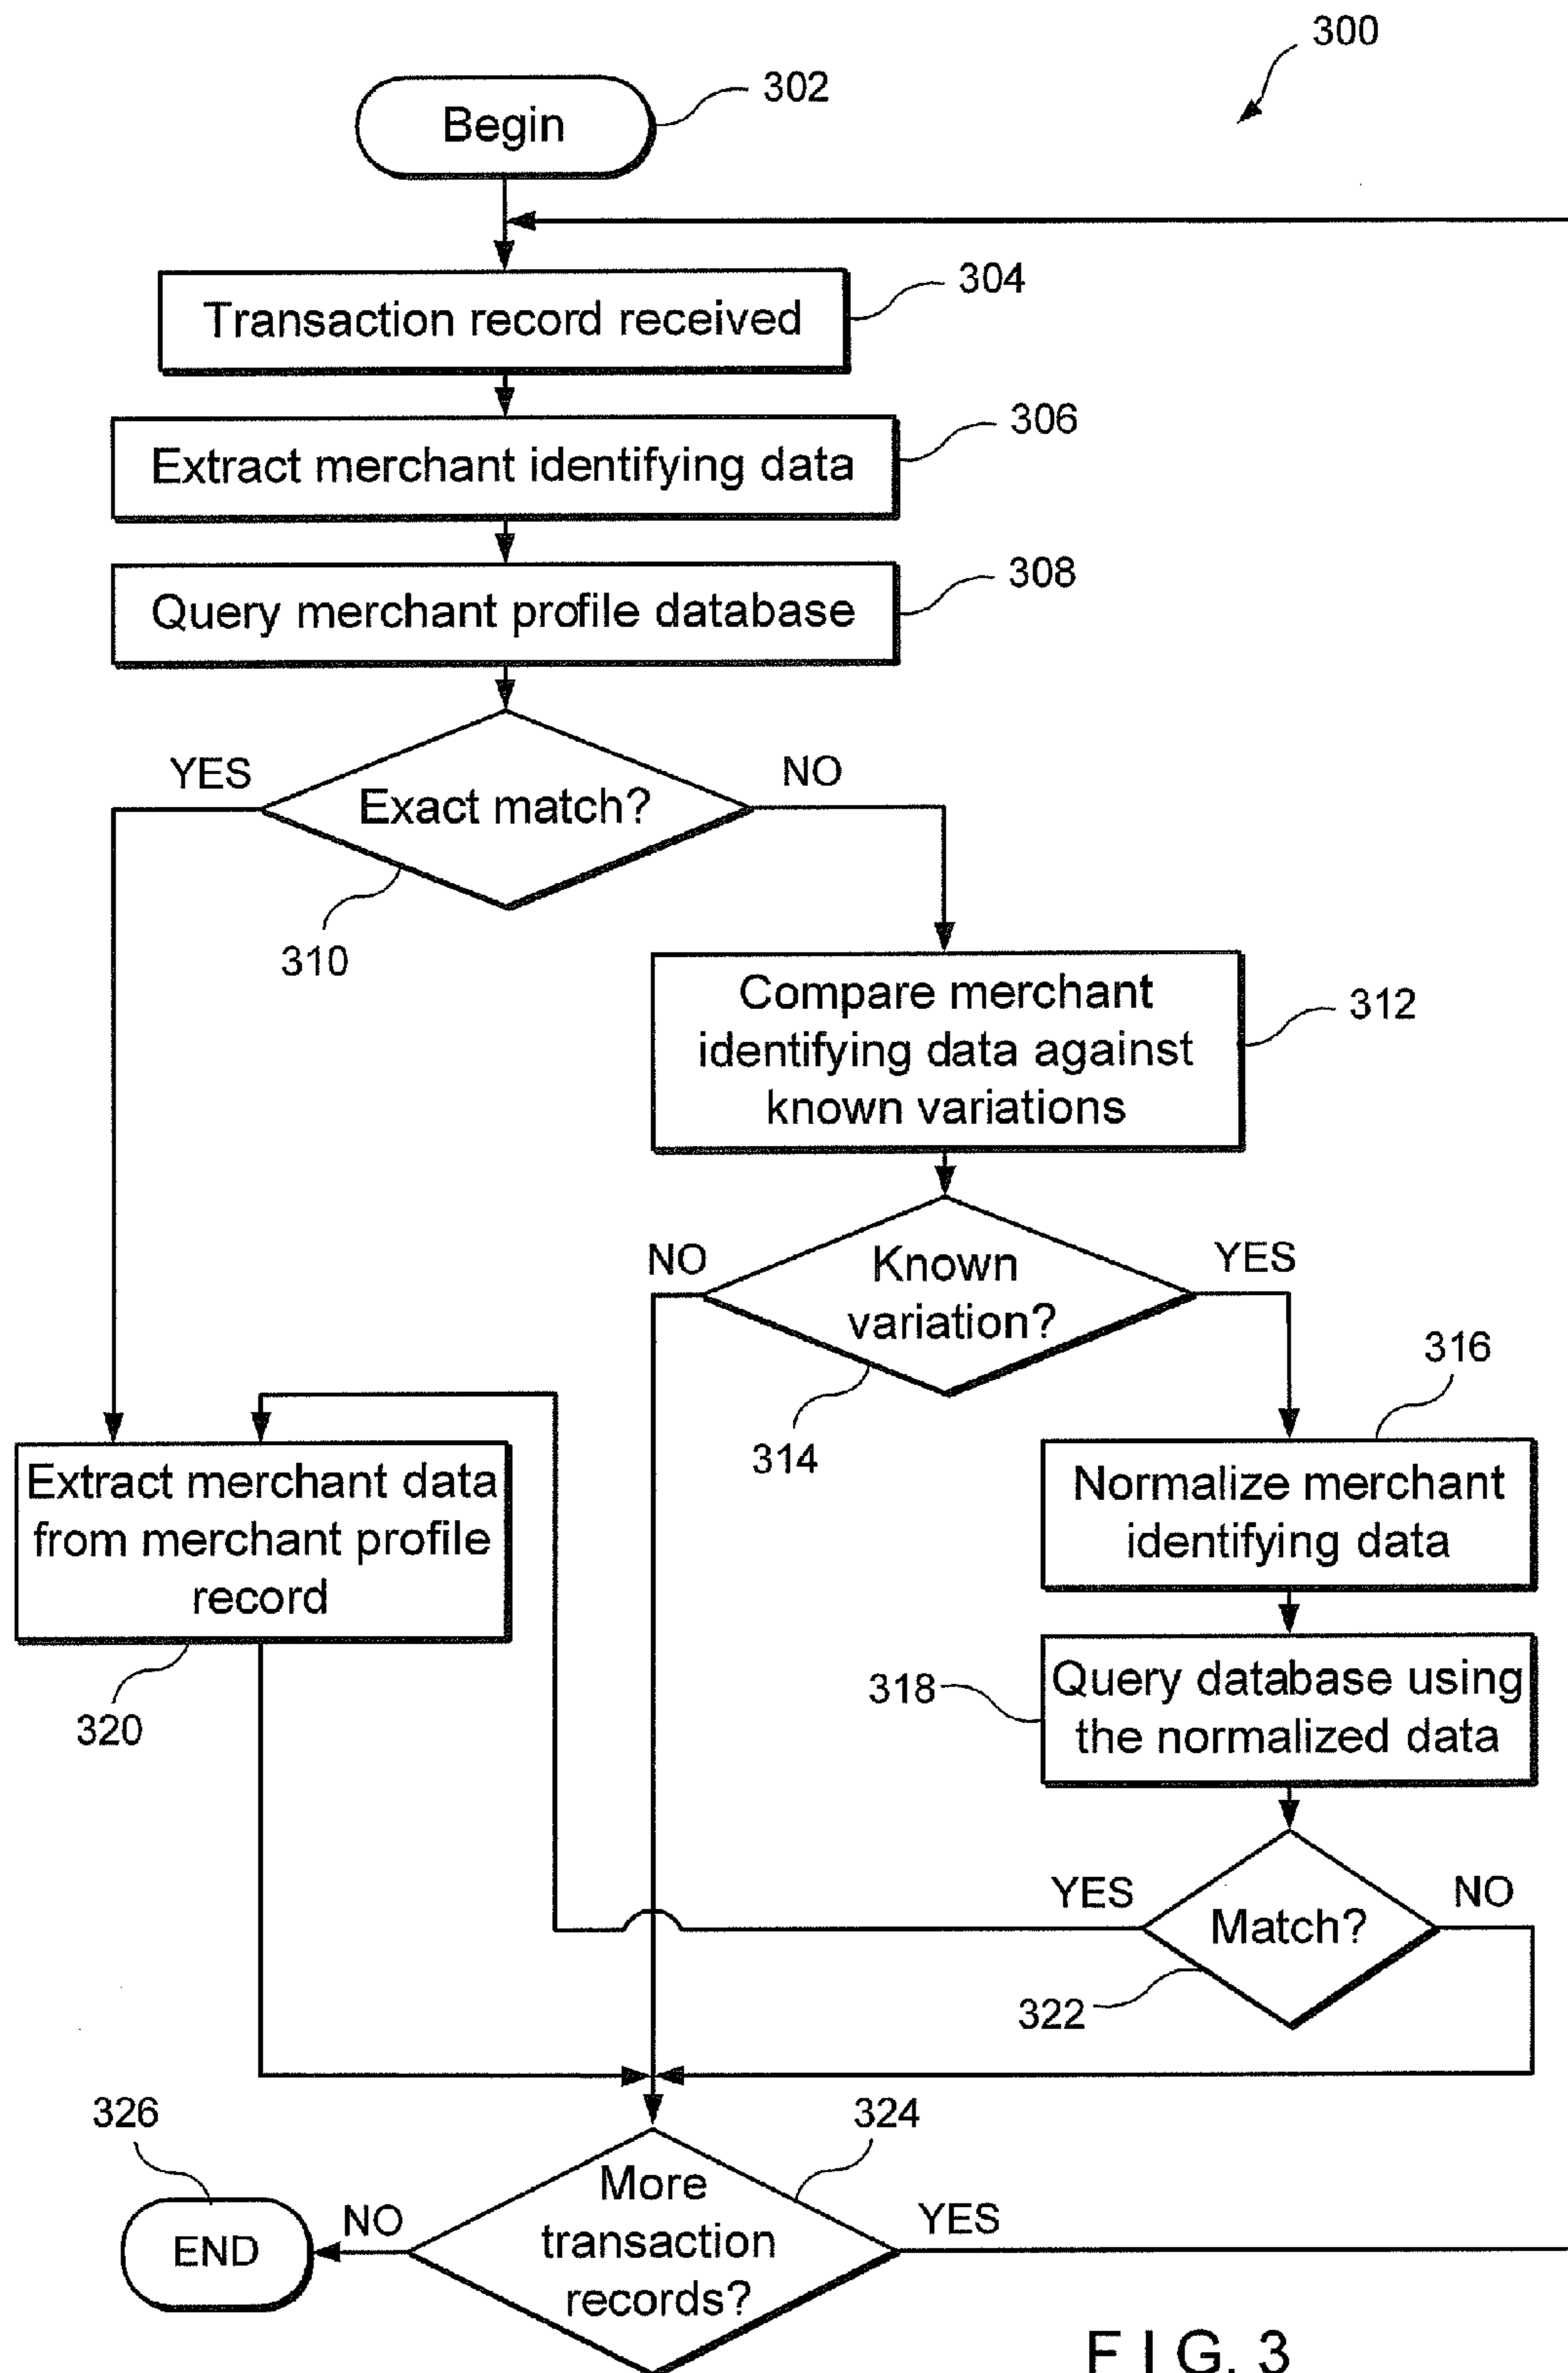 300
302
Begin
304
Transaction record received
306
Extract merchant identifying data
308
Query merchant profile database
YES
NO
Exact match?
310
Compare merchant
identifying data against
known variations
312
NO
YES
Known
variation?
314
316
Extract merchant data
from merchant profile
record
320
Normalize merchant
identifying data
318
Query database using
the normalized data
YES
NO
Match?
322
326
324
END
NO
More
transaction
records?
YES
FIG. 3